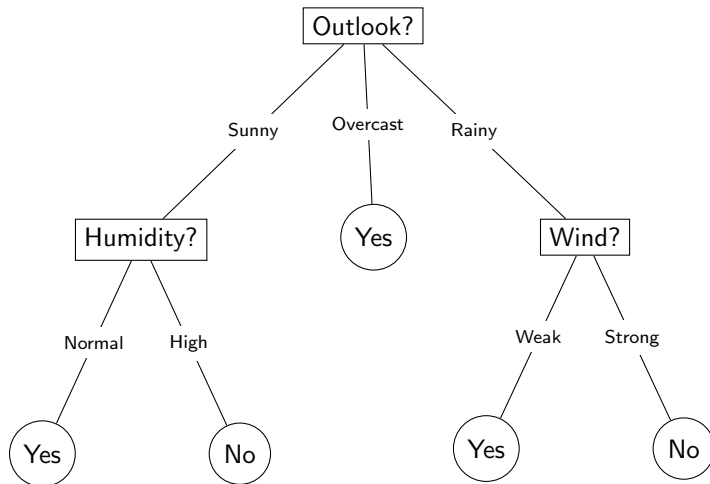 Outlook?
Sunny
Overcast
Rainy
Humidity?
Yes
Wind?
Normal
High
Weak
Strong
Yes
No
Yes
No